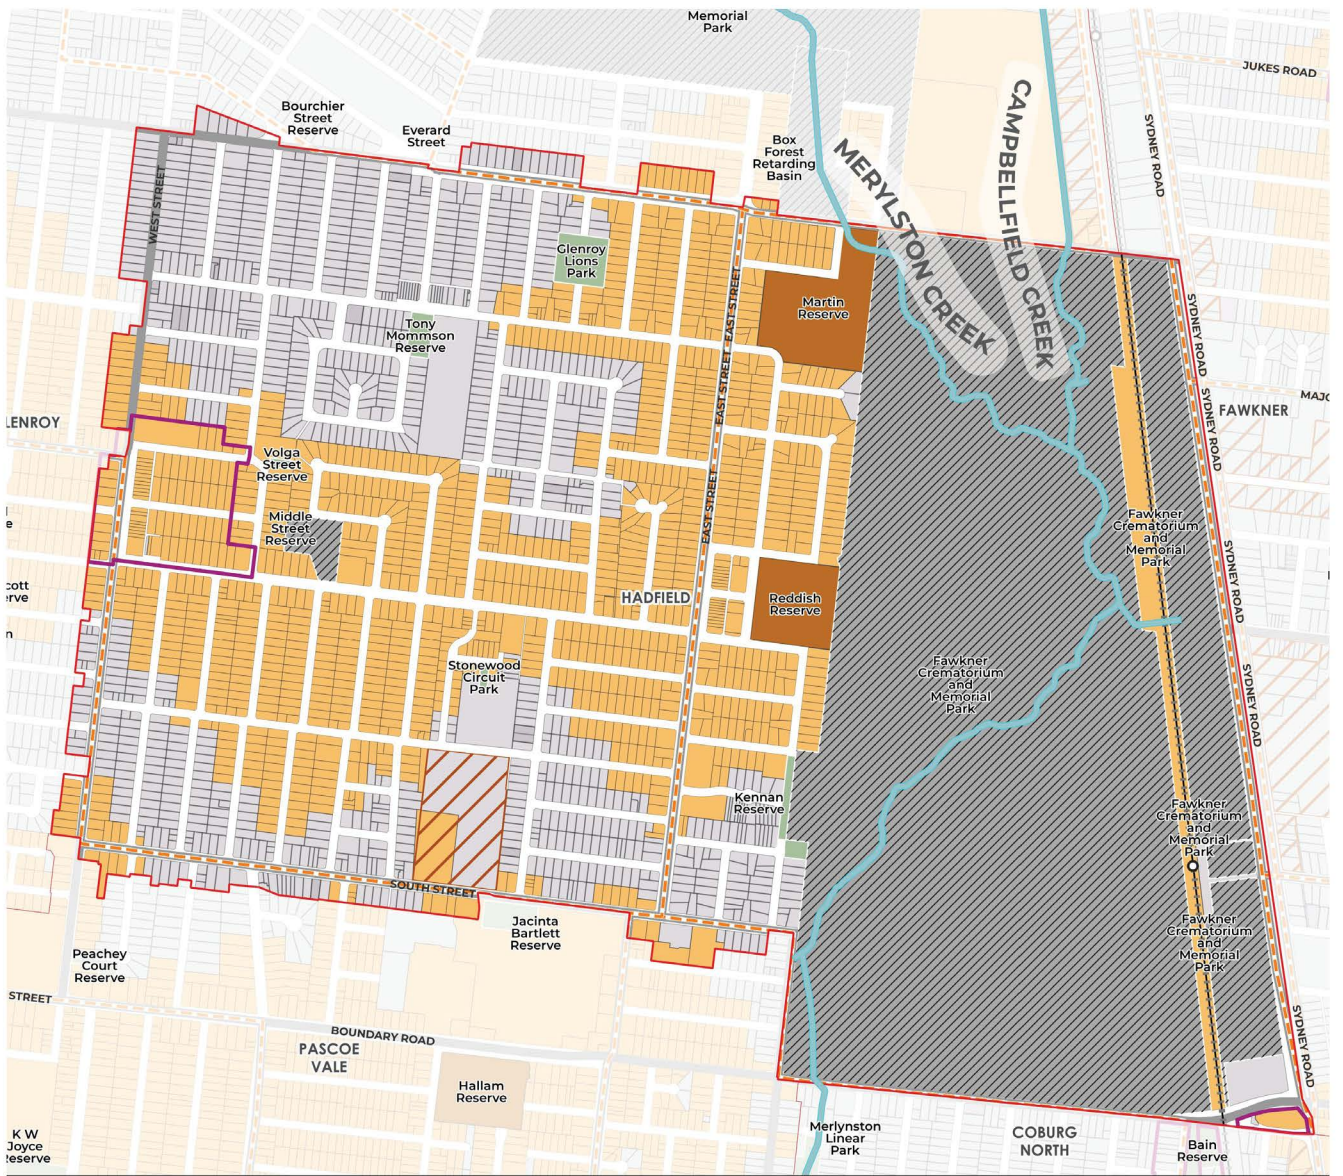 Memorial
Park
JUKES ROAD
Bourchier
Street
Reserve
Everard
Street
Box
Forest
Retarding
Basin
SYDNEY ROAD
CAMPBELLFIELD CREEK
MERYLSTON CREEK
WEST STREET
Glenroy
Lions
Park
EAST STREET
Martin
Reserve
SYDNEY ROAD
Tony
Mommson
Reserve
EAST STREET
SYDNEY ROAD
MAJO
FAWKNER
LENROY
Volga
Street
Reserve
EAST STREET
Middle
Street
Reserve
Fawkner
Crematorium
and
Memorial
Park
e
SYDNEY ROAD
cott
erve
HADFIELD
Reddish
Reserve
n
Stonewood
Circuit
Park
Fawkner
Crematorium
and
Memorial
Park
SYDNEY ROAD
Kennan
Reserve
Fawkner
Crematorium
and
Memorial
Park
SOUTH STREET
Jacinta
Bartlett
Reserve
Fawkner
Crematorium
and
Memorial
Park
Peachey
Court
Reserve
STREET
BOUNDARY ROAD
SYDNEY ROAD
PASCOE
VALE
Hallam
Reserve
K W
Joyce
Reserve
Merlynston
Linear
Park
COBURG
NORTH
Bain
Reserve